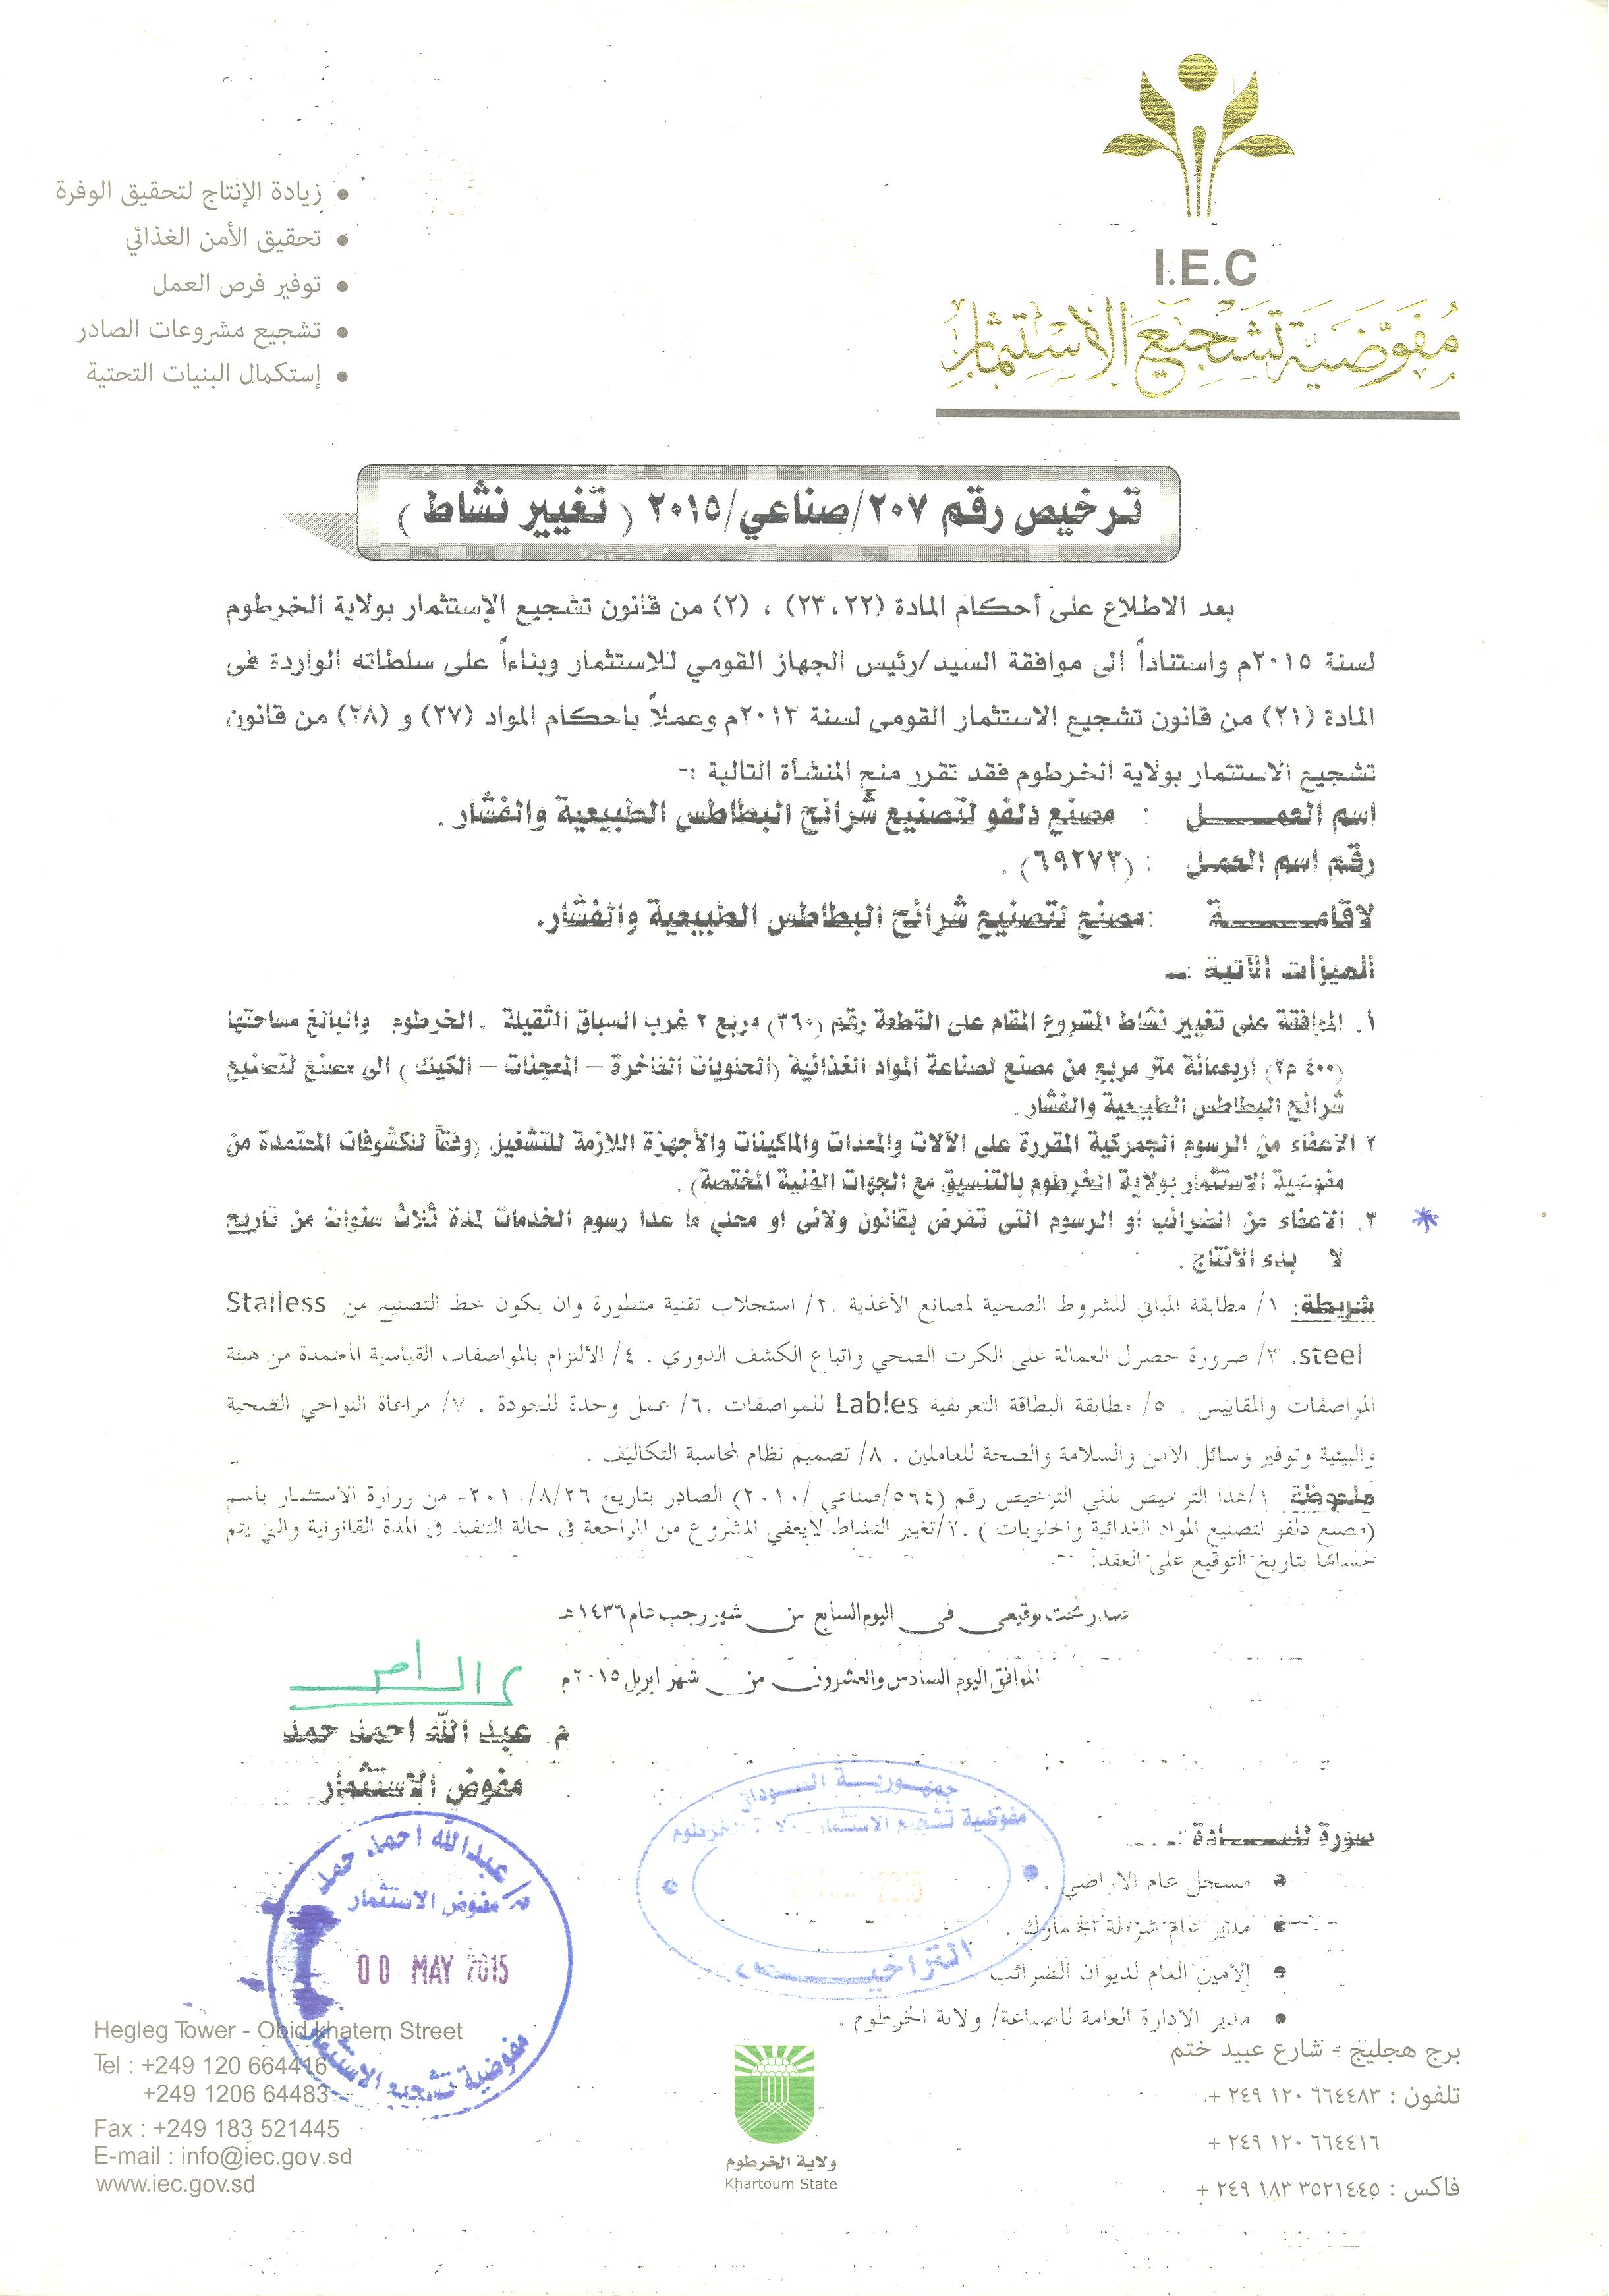 I.E.C
مفوضية تشجيع الاستثمار
• زيادة الإنتاج لتحقيق الوفرة
• تحقيق الأمن الغذائي
• توفير فرص العمل
• تشجيع مشروعات الصادر
• إستكمال البنيات التحتية
ترخيص رقم ٢٠٧/صناعي/٢٠١٥ ( تغيير نشاط )
بعد الاطلاع على أحكام المادة (٢٣،٢٢) ، (٢) من قانون تشجيع الإستثمار بولاية الخرطوم
لسنة ٢٠١٥م واستناداً الى موافقة السيد/رئيس الجهاز القومي للاستثمار وبناءاً على سلطاته الواردة في
المادة (٢١) من قانون تشجيع الاستثمار القومى لسنة ٢٠١٣م وعملاً بأحكام المواد (٢٧) و (٢٨) من قانون
تشجيع الاستثمار بولاية الخرطوم فقد تقرر منح المنشأة التالية :-
اسم العمــــل : مصنع دلفو لتصنيع شرائح البطاطس الطبيعية والفشار .
رقم اسم العمل : (٦٩٢٧٣) .
لاقامــــة :مصنع لتصنيع شرائح البطاطس الطبيعية والفشار.
الميزات الآتية :ـ
١. الموافقة على تغيير نشاط المشروع المقام على القطعة رقم (٣٦٠) مربع ٢ غرب السباق الثقيلة ـ الخرطوم والبالغ مساحتها
(٤٠٠ م٢) اربعمائة متر مربع من مصنع لصناعة المواد الغذائية (الحلويات الفاخرة – المعجنات – الكيك ) الى مصنع لتصنيع
شرائح البطاطس الطبيعية والفشار .
٢ الاعفاء من الرسوم الجمركية المقررة على الآلات والمعدات والماكينات والأجهزة اللازمة للتشغيل (وفقاً للكشوفات المعتمدة من
مفوضية الاستثمار بولاية الخرطوم بالتنسيق مع الجهات الفنية المختصة) .
٣. الاعفاء من الضرائب او الرسوم التى تفرض بقانون ولائى او محلي ما عدا رسوم الخدمات لمدة ثلاث سنوات من تاريخ
بدء الانتاج .
شريطة: ١/ مطابقة المباني للشروط الصحية لمصانع الأغذية .٢/ استجلاب تقنية متطورة وان يكون خط التصنيع من Stailess
steel. ٣/ ضرورة حصول العمالة على الكرت الصحي واتباع الكشف الدوري . ٤/ الالتزام بالمواصفات القياسية المعتمدة من هيئة
المواصفات والمقاييس . ٥/ مطابقة البطاقة التعريفية Lables للمواصفات .٦/ عمل وحدة للجودة . ٧/ مراعاة النواحي الصحية
والبيئية وتوفير وسائل الامن والسلامة والصحة للعاملين . ٨/ تصميم نظام لمحاسبة التكاليف .
ملحوظة ١/هذا الترخيص يلغي الترخيص رقم (٥٩٤/صناعي /٢٠١٠) الصادر بتاريخ ٢٠١٠/٨/٢٦ من وزارة الاستثمار باسم
(مصنع دلفو لتصنيع المواد الغذائية والحلويات ) .٢/تغيير النشاط لايعفي المشروع من المراجعة في حالة التنفيذ في المدة القانونية والتي يتم
حسابها بتاريخ التوقيع على العقد.
صدر تحت توقيعى فى اليوم السابع من شهر رجب عام ١٤٣٦هـ
الموافق اليوم السادس والعشرون من شهر ابريل ٢٠١٥م
م. عبد الله احمد حمد
مفوض الاستثمار
م/عبدالله احمد حمد
مفوض الاستثمار
00 MAY 2015
مفوضية تشجيع الاستثمار
جمهورية السودان
مفوضية تشجيع الاستثمار ولاية الخرطوم
2015
التراخيص
صورة للســـادة :
• مسجل عام الاراضي .
• مدير عام شرطة الجمارك .
• الامين العام لديوان الضرائب
• مدير الادارة العامة للصناعة/ ولاية الخرطوم .
Hegleg Tower - Obid khatem Street
Tel : +249 120 664416
+249 1206 64483
Fax : +249 183 521445
E-mail : info@iec.gov.sd
www.iec.gov.sd
ولاية الخرطوم
Khartoum State
برج هجليج - شارع عبيد ختم
تلفون : ٦٦٤٤٨٣ ١٢٠ ٢٤٩ +
٦٦٤٤١٦ ١٢٠ ٢٤٩ +
فاكس : ٣٥٢١٤٤٥ ١٨٣ ٢٤٩ +